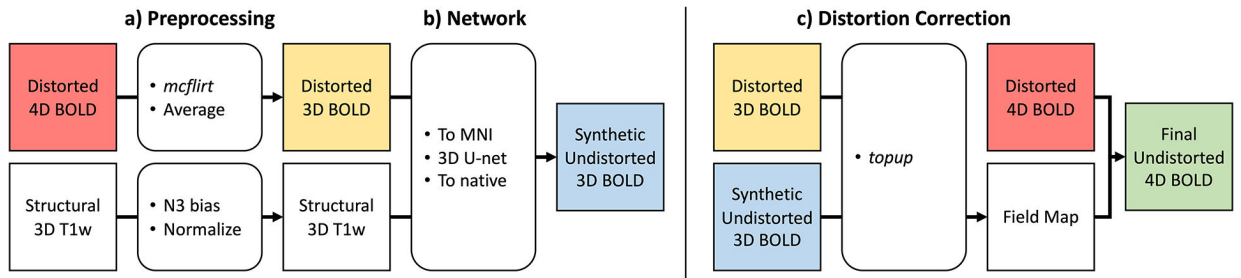 a) Preprocessing
b) Network
c) Distortion Correction
Distorted
4D BOLD
• mcflirt
• Average
Distorted
3D BOLD
Structural
3D T1w
• N3 bias
• Normalize
Structural
3D T1w
• To MNI
• 3D U-net
• To native
Synthetic
Undistorted
3D BOLD
Distorted
3D BOLD
Synthetic
Undistorted
3D BOLD
• topup
Distorted
4D BOLD
Field Map
Final
Undistorted
4D BOLD